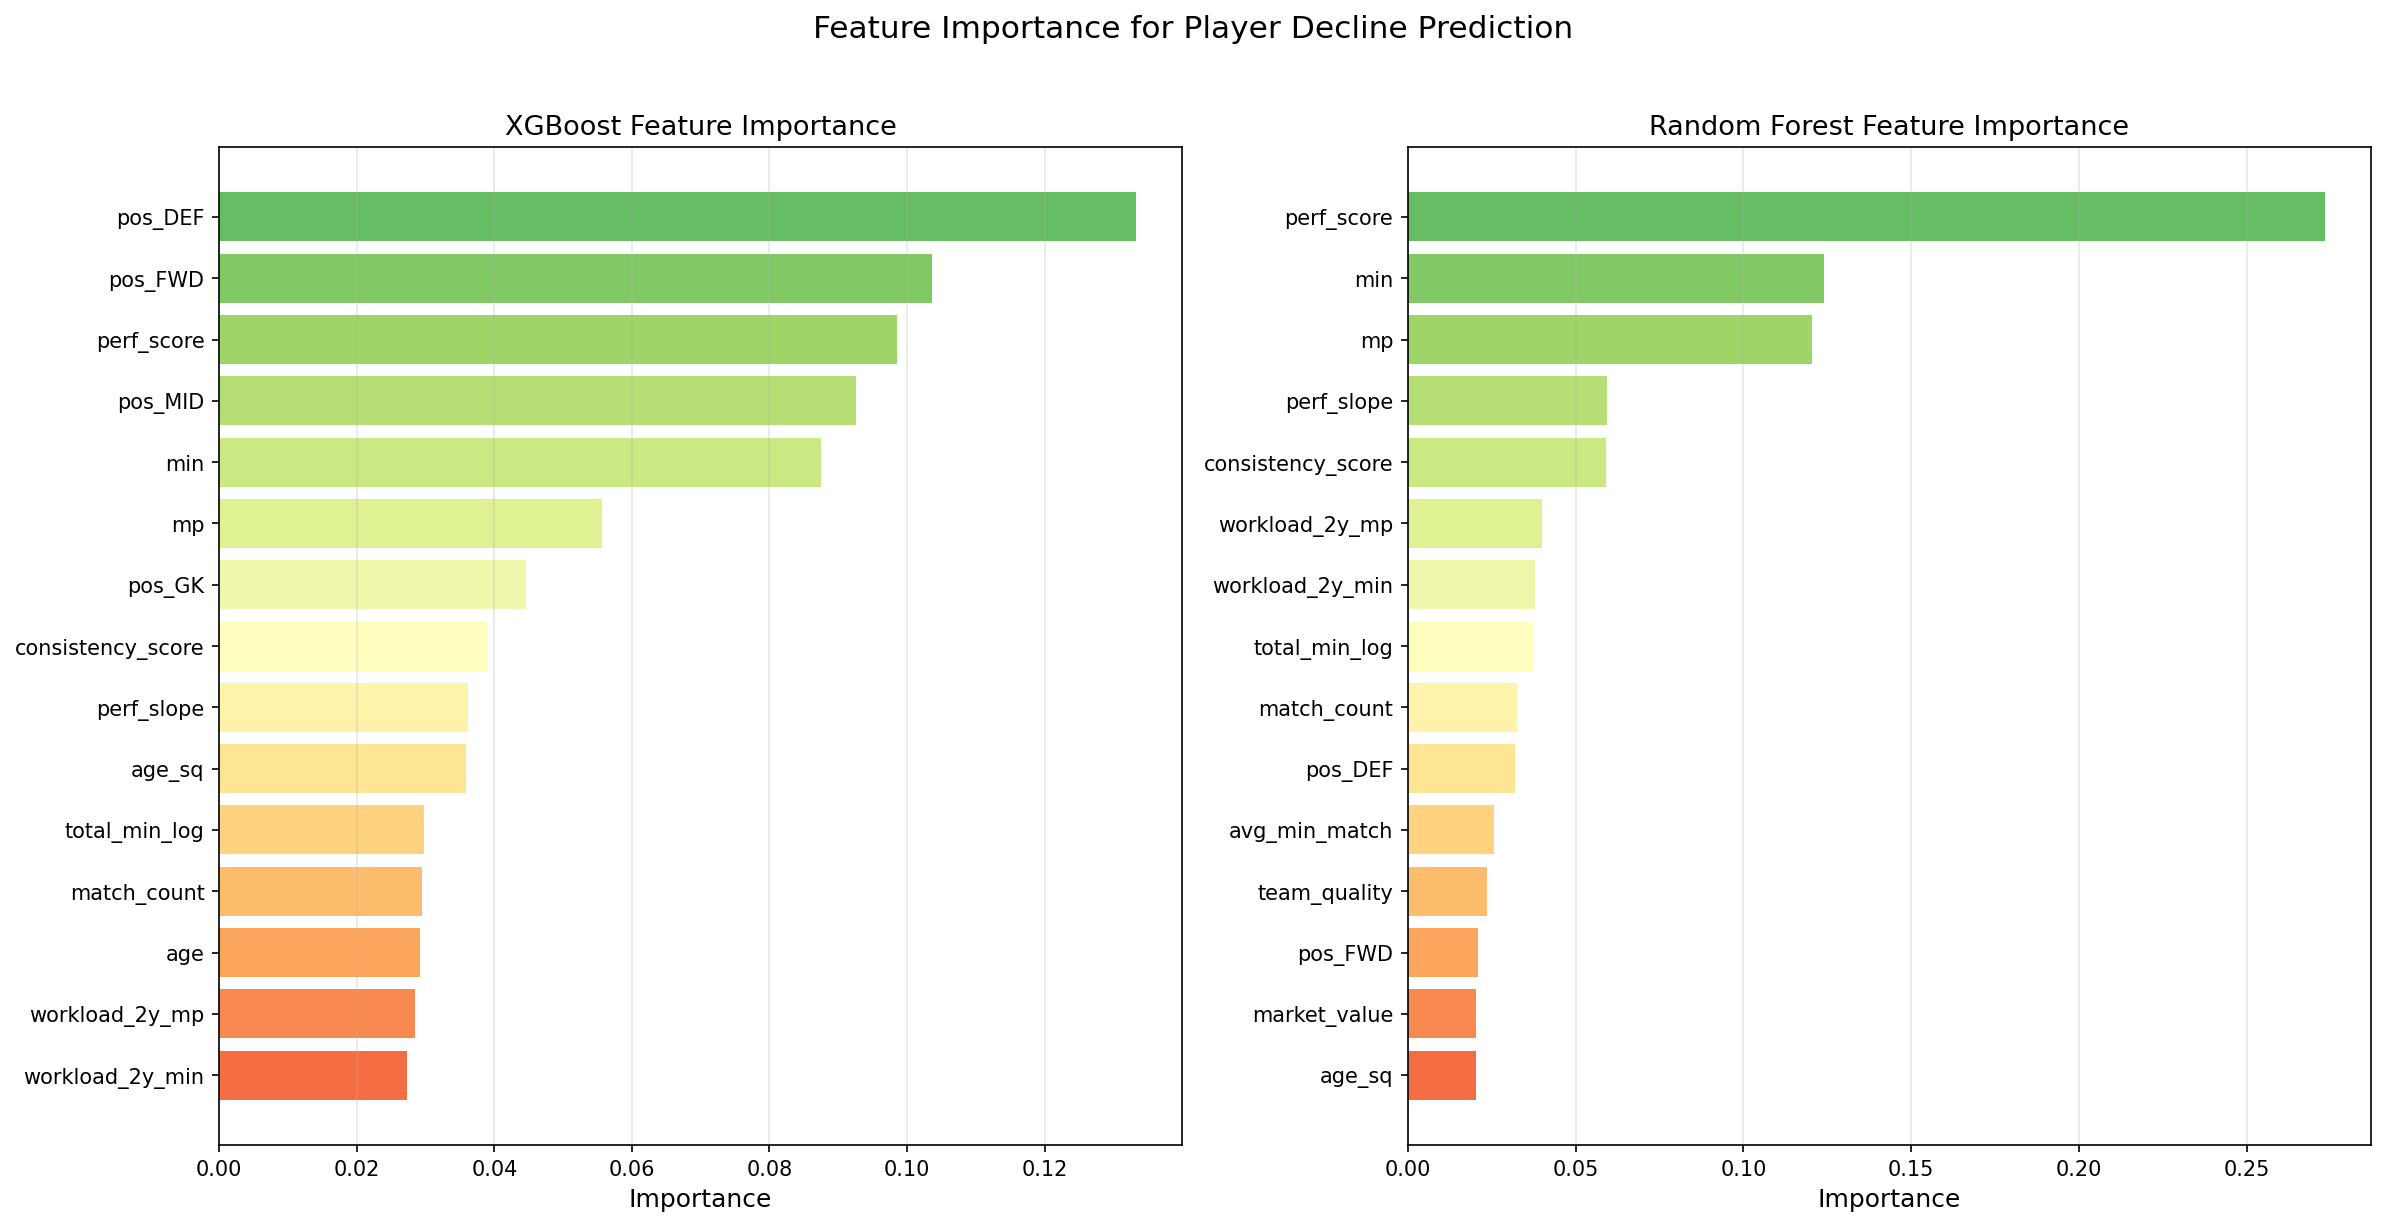 Feature Importance for Player Decline Prediction
XGBoost Feature Importance
pos_DEF
pos_FWD
perf_score
pos_MID
min
mp
pos_GK
consistency_score
perf_slope
age_sq
total_min_log
match_count
age
workload_2y_mp
workload_2y_min
0.00 0.02 0.04 0.06 0.08 0.10 0.12
Importance
Random Forest Feature Importance
perf_score
min
mp
perf_slope
consistency_score
workload_2y_mp
workload_2y_min
total_min_log
match_count
pos_DEF
avg_min_match
team_quality
pos_FWD
market_value
age_sq
0.00 0.05 0.10 0.15 0.20 0.25
Importance